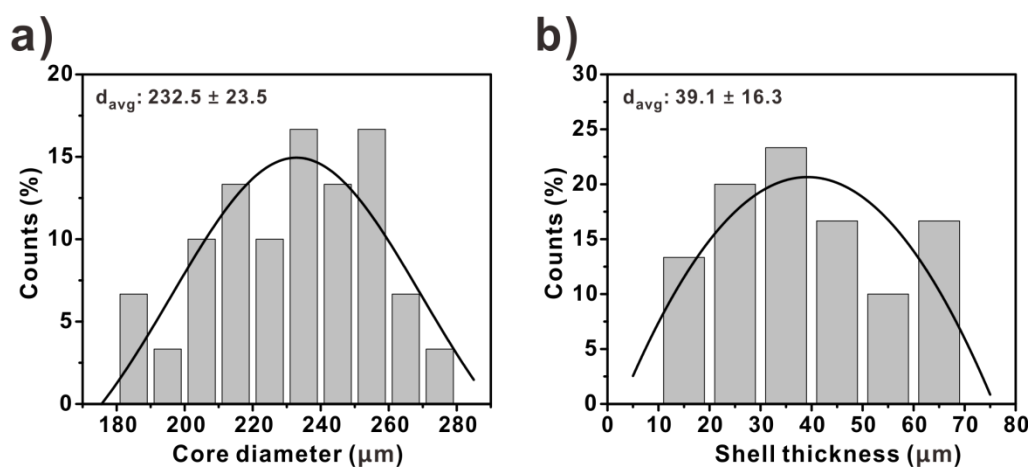 a)
d_avg: 232.5 ± 23.5
Counts (%)
20
15
10
5
0
180 200 220 240 260 280
Core diameter (μm)
b)
d_avg: 39.1 ± 16.3
Counts (%)
30
25
20
15
10
5
0
0 10 20 30 40 50 60 70 80
Shell thickness (μm)